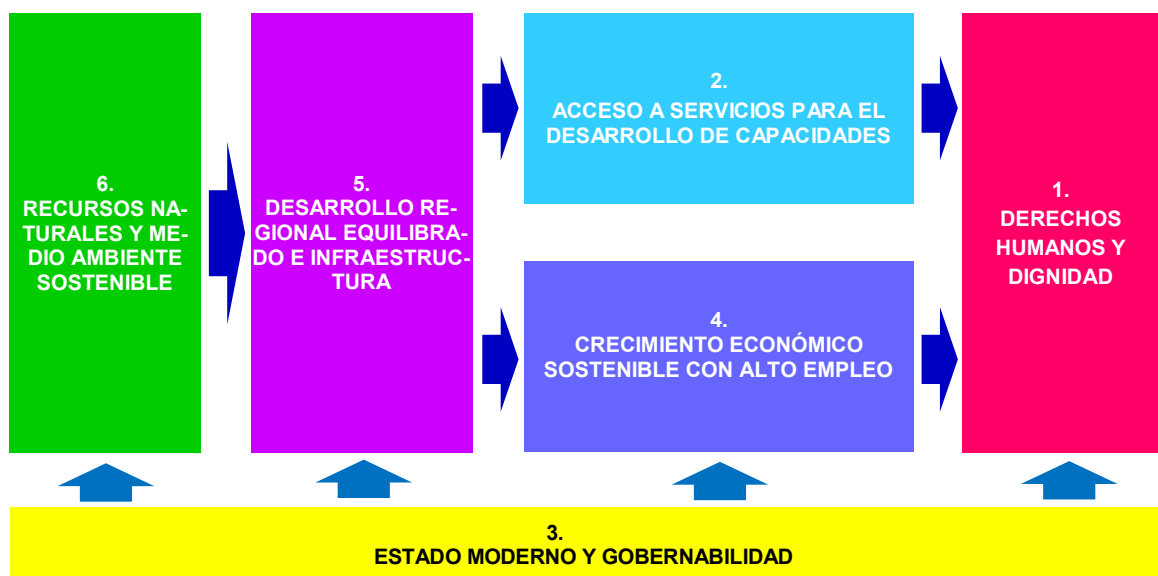 6.
RECURSOS NA-
TURALES Y ME-
DIO AMBIENTE
SOSTENIBLE
5.
DESARROLLO RE-
GIONAL EQUILIBRA-
DO E INFRAESTRUC-
TURA
2.
ACCESO A SERVICIOS PARA EL
DESARROLLO DE CAPACIDADES
4.
CRECIMIENTO ECONÓMICO
SOSTENIBLE CON ALTO EMPLEO
1.
DERECHOS
HUMANOS Y
DIGNIDAD
3.
ESTADO MODERNO Y GOBERNABILIDAD